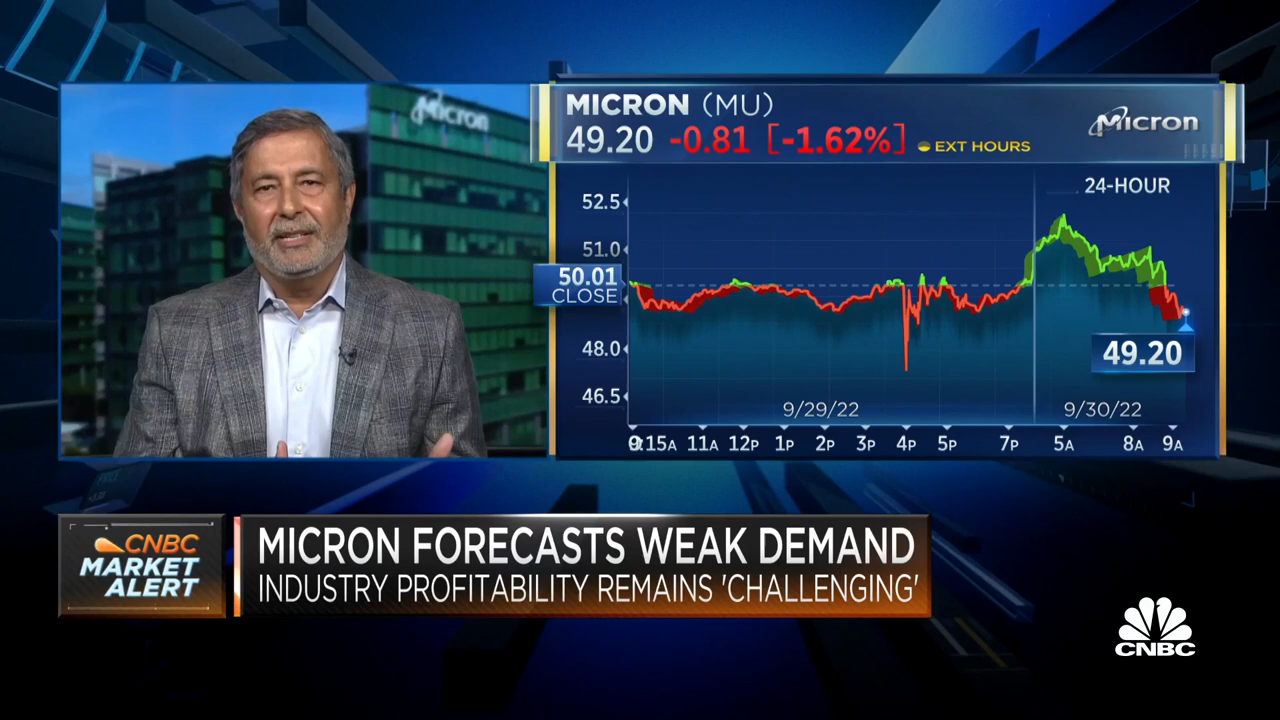 Micron
MICRON (MU)
49.20 -0.81 [-1.62%] EXT HOURS
Micron
24-HOUR
52.5
51.0
50.01
CLOSE
48.0
46.5
49.20
9/29/22
9/30/22
9:15A 11A 12P 1P 2P 3P 4P 5P 7P 5A 8A 9A
CNBC
MARKET
ALERT
MICRON FORECASTS WEAK DEMAND
INDUSTRY PROFITABILITY REMAINS 'CHALLENGING'
CNBC